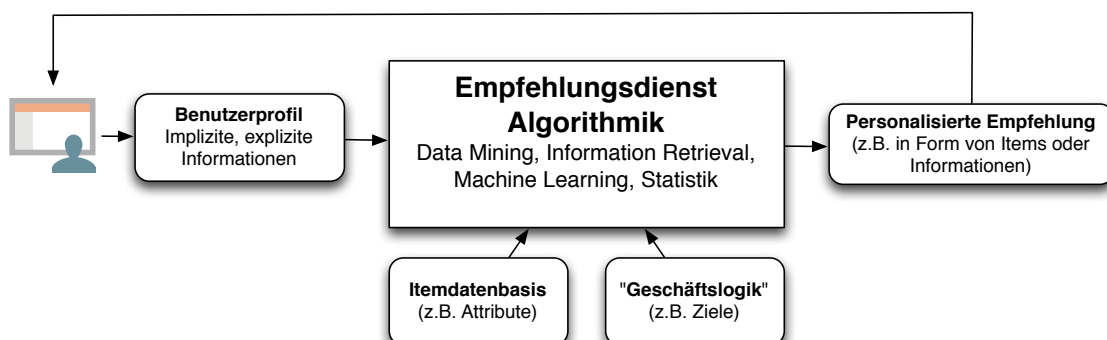 Benutzerprofil
Implizite, explizite
Informationen
Empfehlungsdienst
Algorithmik
Data Mining, Information Retrieval,
Machine Learning, Statistik
Personalisierte Empfehlung
(z.B. in Form von Items oder
Informationen)
Itemdatenbasis
(z.B. Attribute)
"Geschäftslogik"
(z.B. Ziele)